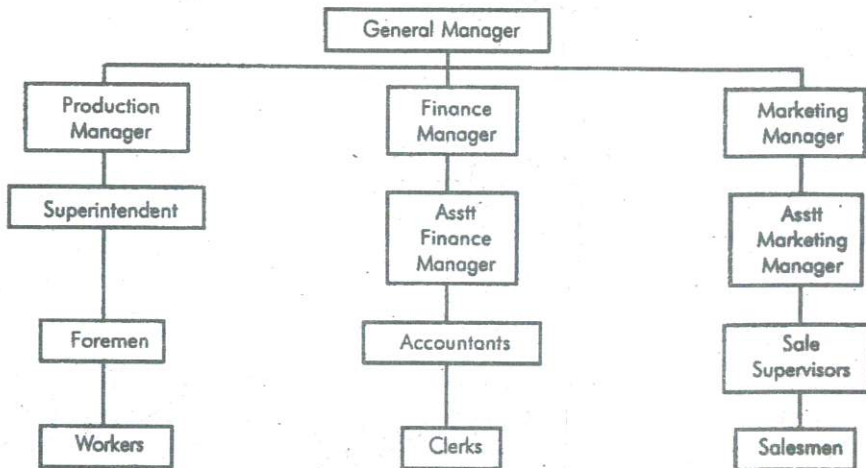 General Manager
Production
Manager
Finance
Manager
Marketing
Manager
Superintendent
Asstt
Finance
Manager
Asstt
Marketing
Manager
Foremen
Accountants
Sale
Supervisors
Workers
Clerks
Salesmen